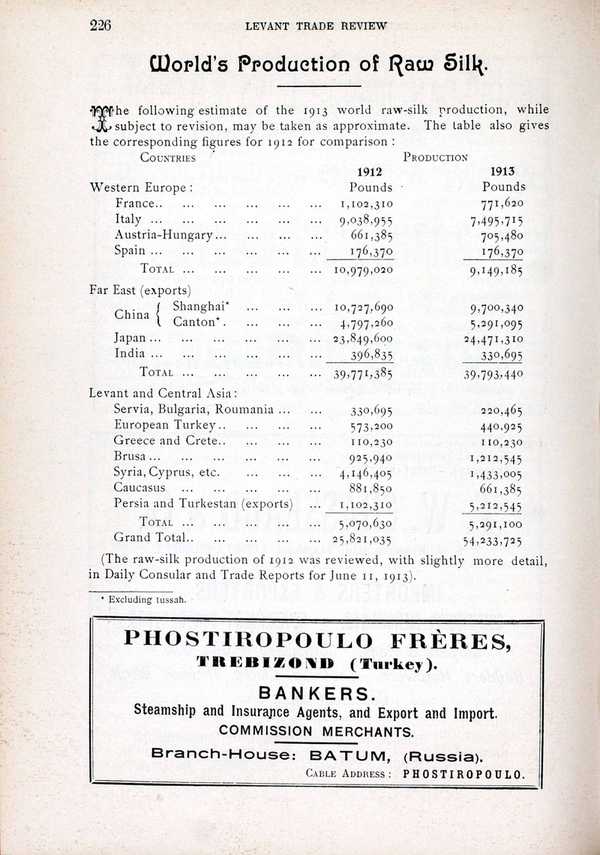 226
LEVANT TRADE REVIEW
World's Production of Raw Silk.
The following estimate of the 1913 world raw-silk production, while
subject to revision, may be taken as approximate. The table also gives
the corresponding figures for 1912 for comparison :
COUNTRIES PRODUCTION
1912 1913
Western Europe : Pounds Pounds
France.. ... ... ... ... ... 1,102,310 771,620
Italy ... ... ... ... ... ... 9,038,955 7,495,715
Austria-Hungary ... ... ... ... 661,385 705,480
Spain ... ... ... ... ... ... 176,370 176,370
TOTAL ... ... ... ... ... 10,979,020 9,149,185
Far East (exports)
China { Shanghai* ... ... ... 10,727,690 9,700,340
Canton*. ... ... ... 4,797,260 5,291,095
Japan ... ... ... ... ... ... 23,849,600 24,471,310
India ... ... ... ... ... ... 396,835 330,695
TOTAL ... ... ... ... ... 39,771,385 39,793,440
Levant and Central Asia :
Servia, Bulgaria, Roumania ... ... 330,695 220,465
European Turkey.. ... ... ... ... 573,200 440,925
Greece and Crete.. ... ... ... ... 110,230 110,230
Brusa ... ... ... ... ... ... 925,940 1,212,545
Syria, Cyprus, etc. ... ... ... ... 4,146,405 1,433,005
Caucasus ... ... ... ... ... 881,850 661,385
Persia and Turkestan (exports) ... 1,102,310 5,212,545
TOTAL ... ... ... ... ... 5,070,630 5,291,100
Grand Total.. ... ... ... ... 25,821,035 54,233,725
(The raw-silk production of 1912 was reviewed, with slightly more detail,
in Daily Consular and Trade Reports for June 11, 1913).
* Excluding tussah.
PHOSTIROPOULO FRÈRES,
TREBIZOND (Turkey).
BANKERS.
Steamship and Insurance Agents, and Export and Import.
COMMISSION MERCHANTS.
Branch-House: BATUM, (Russia).
CABLE ADDRESS : PHOSTIROPOULO.